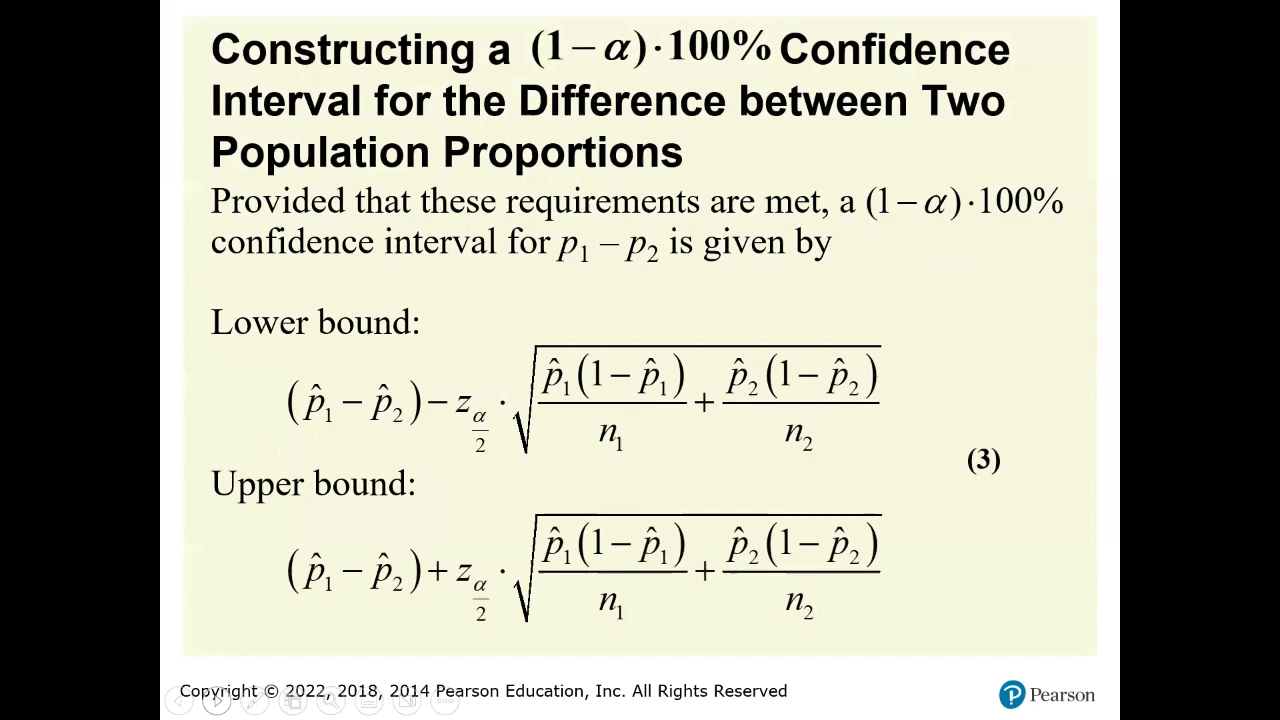 Constructing a (1 − α) · 100% Confidence
Interval for the Difference between Two
Population Proportions
Provided that these requirements are met, a (1 − α) · 100%
confidence interval for p₁ – p₂ is given by
Lower bound:
(p̂₁ − p̂₂) − z_(α/2) · √(p̂₁(1 − p̂₁)/n₁ + p̂₂(1 − p̂₂)/n₂)
(3)
Upper bound:
(p̂₁ − p̂₂) + z_(α/2) · √(p̂₁(1 − p̂₁)/n₁ + p̂₂(1 − p̂₂)/n₂)
Copyright © 2022, 2018, 2014 Pearson Education, Inc. All Rights Reserved
P Pearson